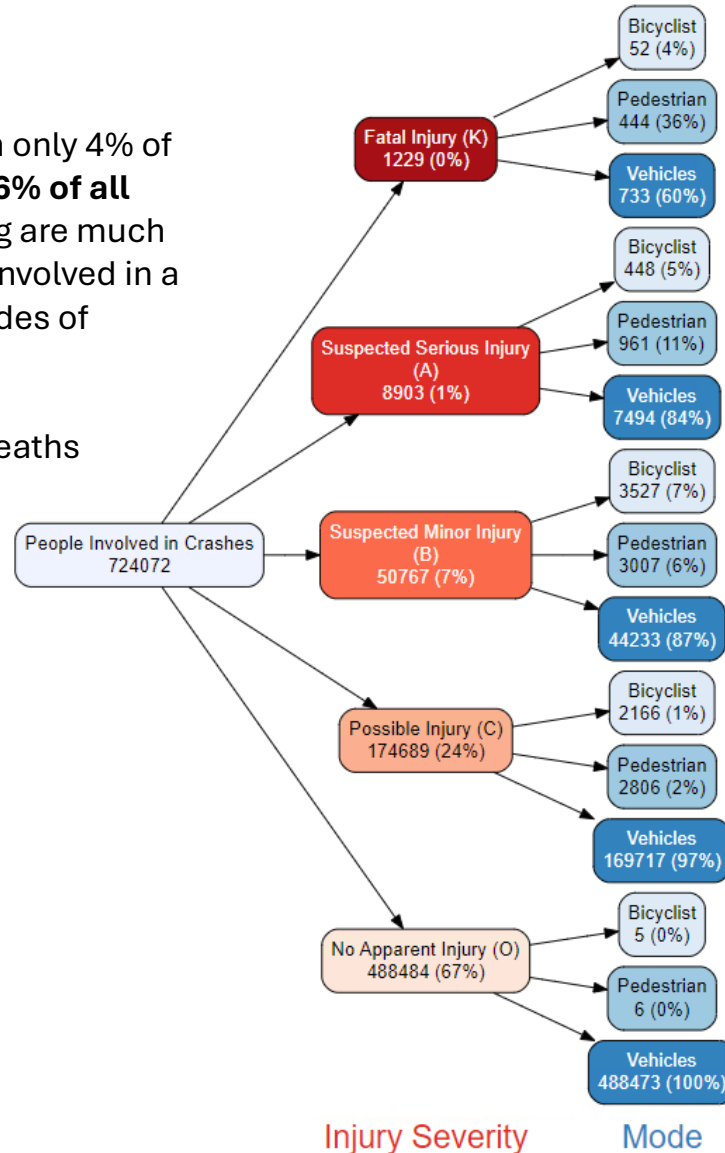 n only 4% of
6% of all
g are much
nvolved in a
des of
eaths
People Involved in Crashes
724072
Fatal Injury (K)
1229 (0%)
Bicyclist
52 (4%)
Pedestrian
444 (36%)
Vehicles
733 (60%)
Suspected Serious Injury
(A)
8903 (1%)
Bicyclist
448 (5%)
Pedestrian
961 (11%)
Vehicles
7494 (84%)
Suspected Minor Injury
(B)
50767 (7%)
Bicyclist
3527 (7%)
Pedestrian
3007 (6%)
Vehicles
44233 (87%)
Possible Injury (C)
174689 (24%)
Bicyclist
2166 (1%)
Pedestrian
2806 (2%)
Vehicles
169717 (97%)
No Apparent Injury (O)
488484 (67%)
Bicyclist
5 (0%)
Pedestrian
6 (0%)
Vehicles
488473 (100%)
Injury Severity
Mode